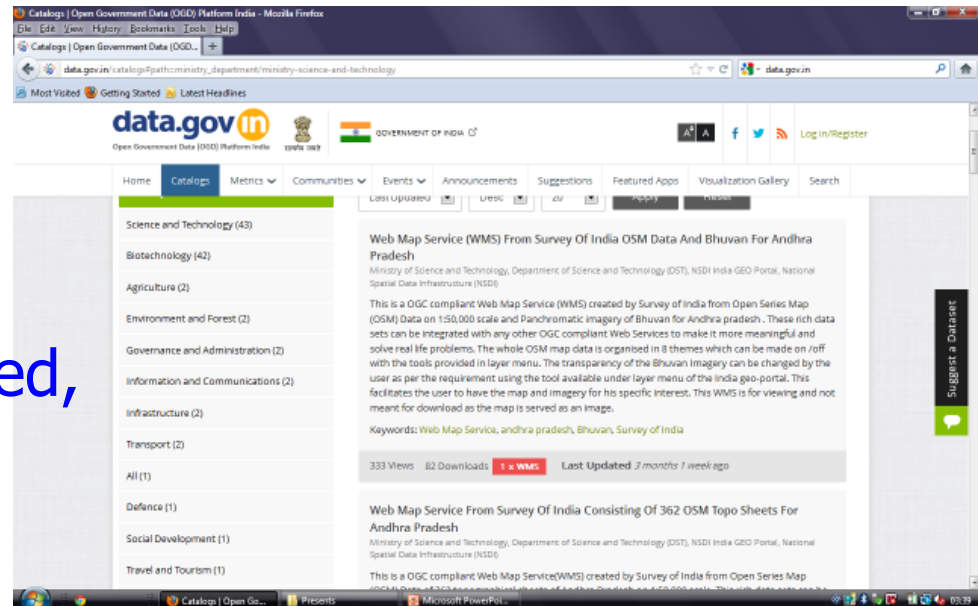 Catalogs | Open Government Data (OGD) Platform India - Mozilla Firefox
File Edit View History Bookmarks Tools Help
Catalogs | Open Government Data (OGD... +
data.gov.in/catalogs#path=ministry_department/ministry-science-and-technology
data.gov.in
Most Visited Getting Started Latest Headlines
data.gov in
Open Government Data (OGD) Platform India
सत्यमेव जयते
GOVERNMENT OF INDIA
A+ A
Log In/Register
Home Catalogs Metrics Communities Events Announcements Suggestions Featured Apps Visualization Gallery Search
Last Updated Desc 20 Apply Reset
Science and Technology (43)
Biotechnology (42)
Agriculture (2)
Environment and Forest (2)
Governance and Administration (2)
Information and Communications (2)
Infrastructure (2)
Transport (2)
All (1)
Defence (1)
Social Development (1)
Travel and Tourism (1)
ed,
Web Map Service (WMS) From Survey Of India OSM Data And Bhuvan For Andhra
Pradesh
Ministry of Science and Technology, Department of Science and Technology (DST), NSDI India GEO Portal, National
Spatial Data Infrastructure (NSDI)
This is a OGC compliant Web Map Service (WMS) created by Survey of India from Open Series Map
(OSM) Data on 1:50,000 scale and Panchromatic imagery of Bhuvan for Andhra pradesh . These rich data
sets can be integrated with any other OGC compliant Web Services to make it more meaningful and
solve real life problems. The whole OSM map data is organised in 8 themes which can be made on /off
with the tools provided in layer menu. The transparency of the Bhuvan Imagery can be changed by the
user as per the requirement using the tool available under layer menu of the India geo-portal. This
facilitates the user to have the map and imagery for his specific interest. This WMS is for viewing and not
meant for download as the map is served as an image.
Keywords: Web Map Service, andhra pradesh, Bhuvan, Survey of India
333 Views 82 Downloads 1 x WMS Last Updated 3 months 1 week ago
Web Map Service From Survey Of India Consisting Of 362 OSM Topo Sheets For
Andhra Pradesh
Ministry of Science and Technology, Department of Science and Technology (DST), NSDI India GEO Portal, National
Spatial Data Infrastructure (NSDI)
This is a OGC compliant Web Map Service(WMS) created by Survey of India from Open Series Map
Suggest a Dataset
Catalogs | Open Go... Presents Microsoft PowerPoi... 03:39